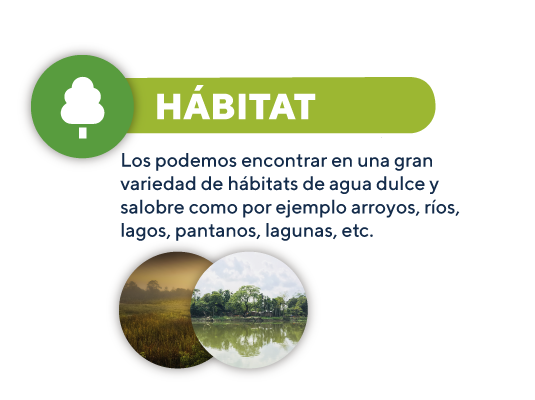 HÁBITAT
Los podemos encontrar en una gran
variedad de hábitats de agua dulce y
salobre como por ejemplo arroyos, ríos,
lagos, pantanos, lagunas, etc.